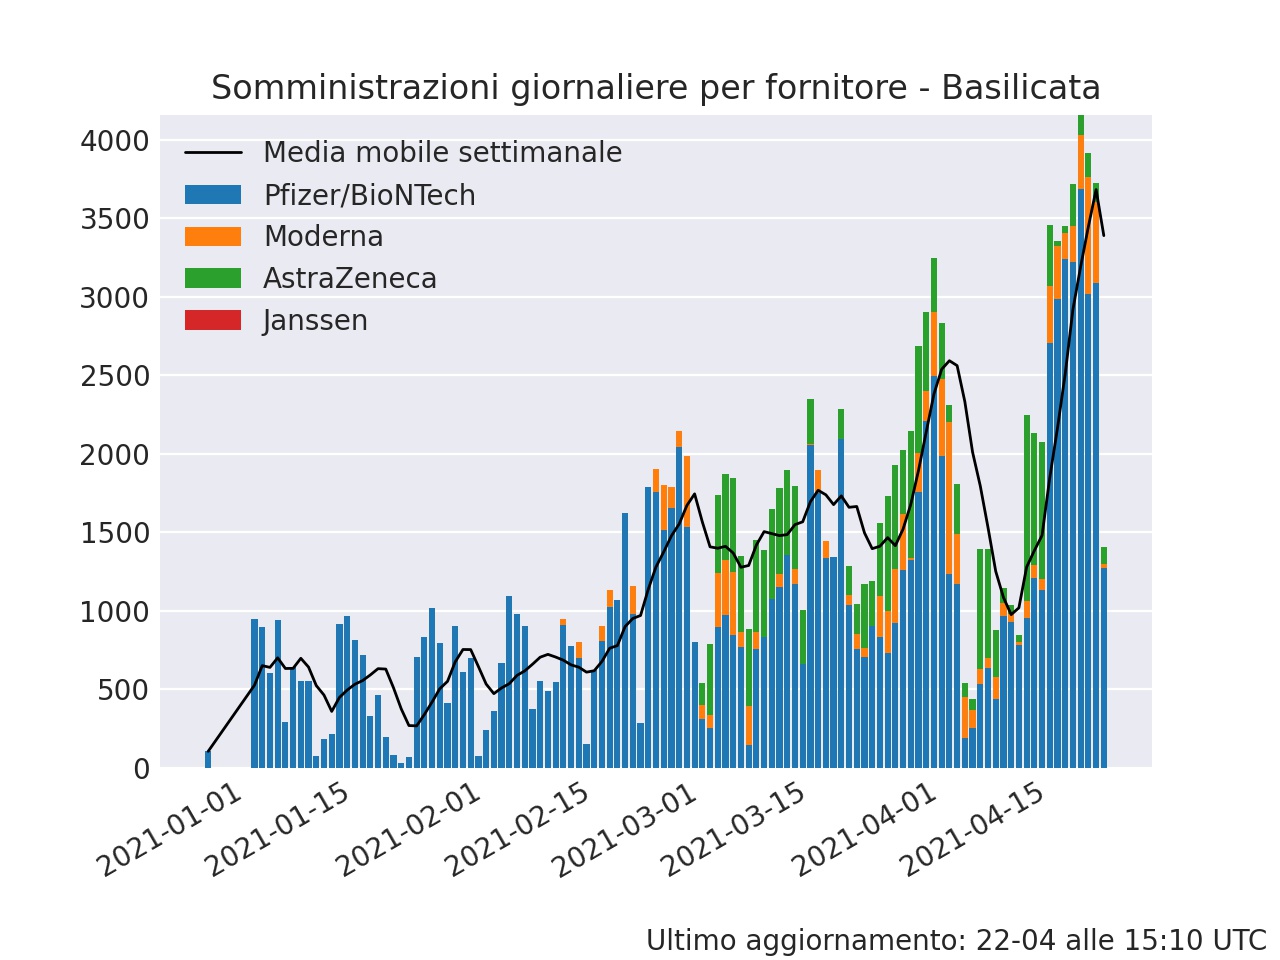 Somministrazioni giornaliere per fornitore - Basilicata
Media mobile settimanale
Pfizer/BioNTech
Moderna
AstraZeneca
Janssen
4000
3500
3000
2500
2000
1500
1000
500
0
2021-01-01
2021-01-15
2021-02-01
2021-02-15
2021-03-01
2021-03-15
2021-04-01
2021-04-15
Ultimo aggiornamento: 22-04 alle 15:10 UTC